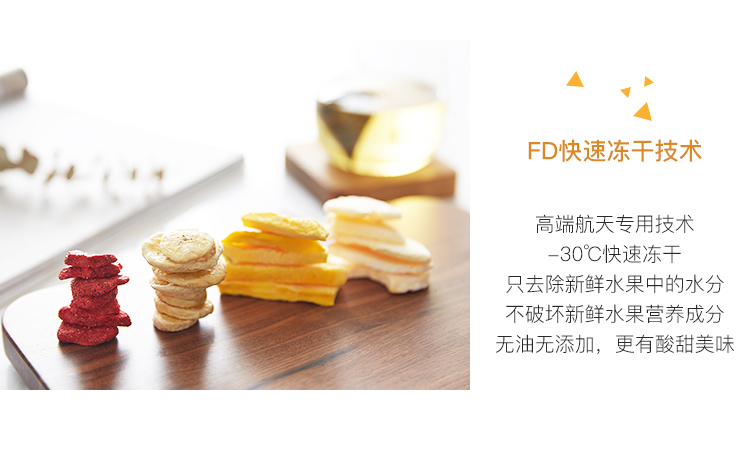 FD快速冻干技术
高端航天专用技术
-30℃快速冻干
只去除新鲜水果中的水分
不破坏新鲜水果营养成分
无油无添加，更有酸甜美味